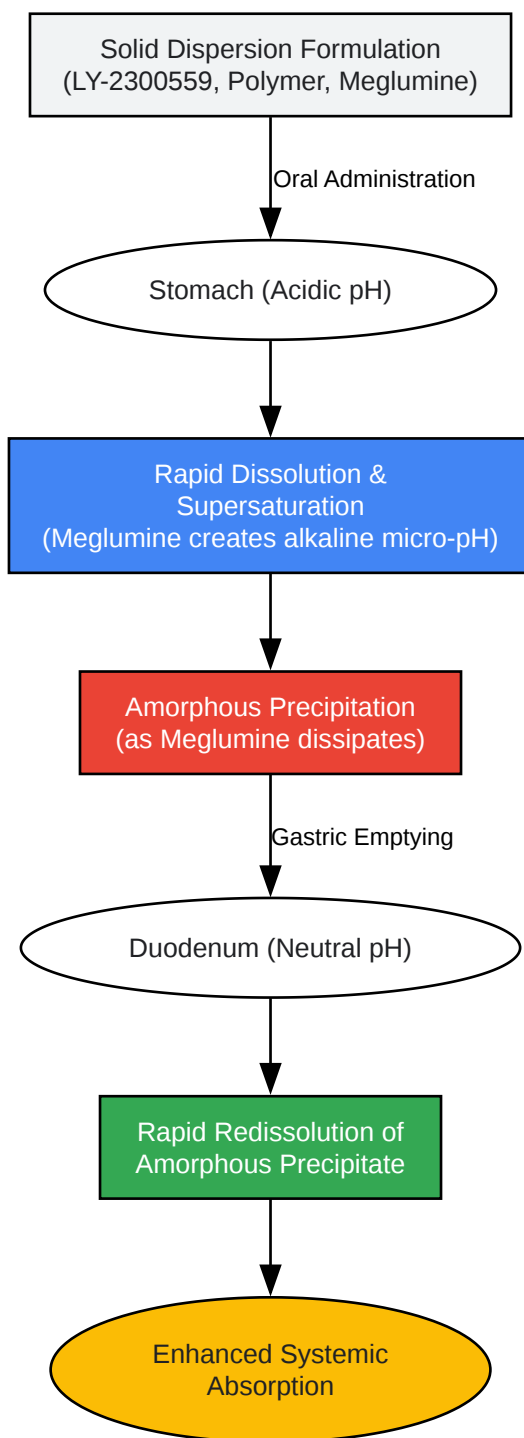 Solid Dispersion Formulation
(LY-2300559, Polymer, Meglumine)
Oral Administration
Stomach (Acidic pH)
Rapid Dissolution &
Supersaturation
(Meglumine creates alkaline micro-pH)
Amorphous Precipitation
(as Meglumine dissipates)
Gastric Emptying
Duodenum (Neutral pH)
Rapid Redissolution of
Amorphous Precipitate
Enhanced Systemic
Absorption